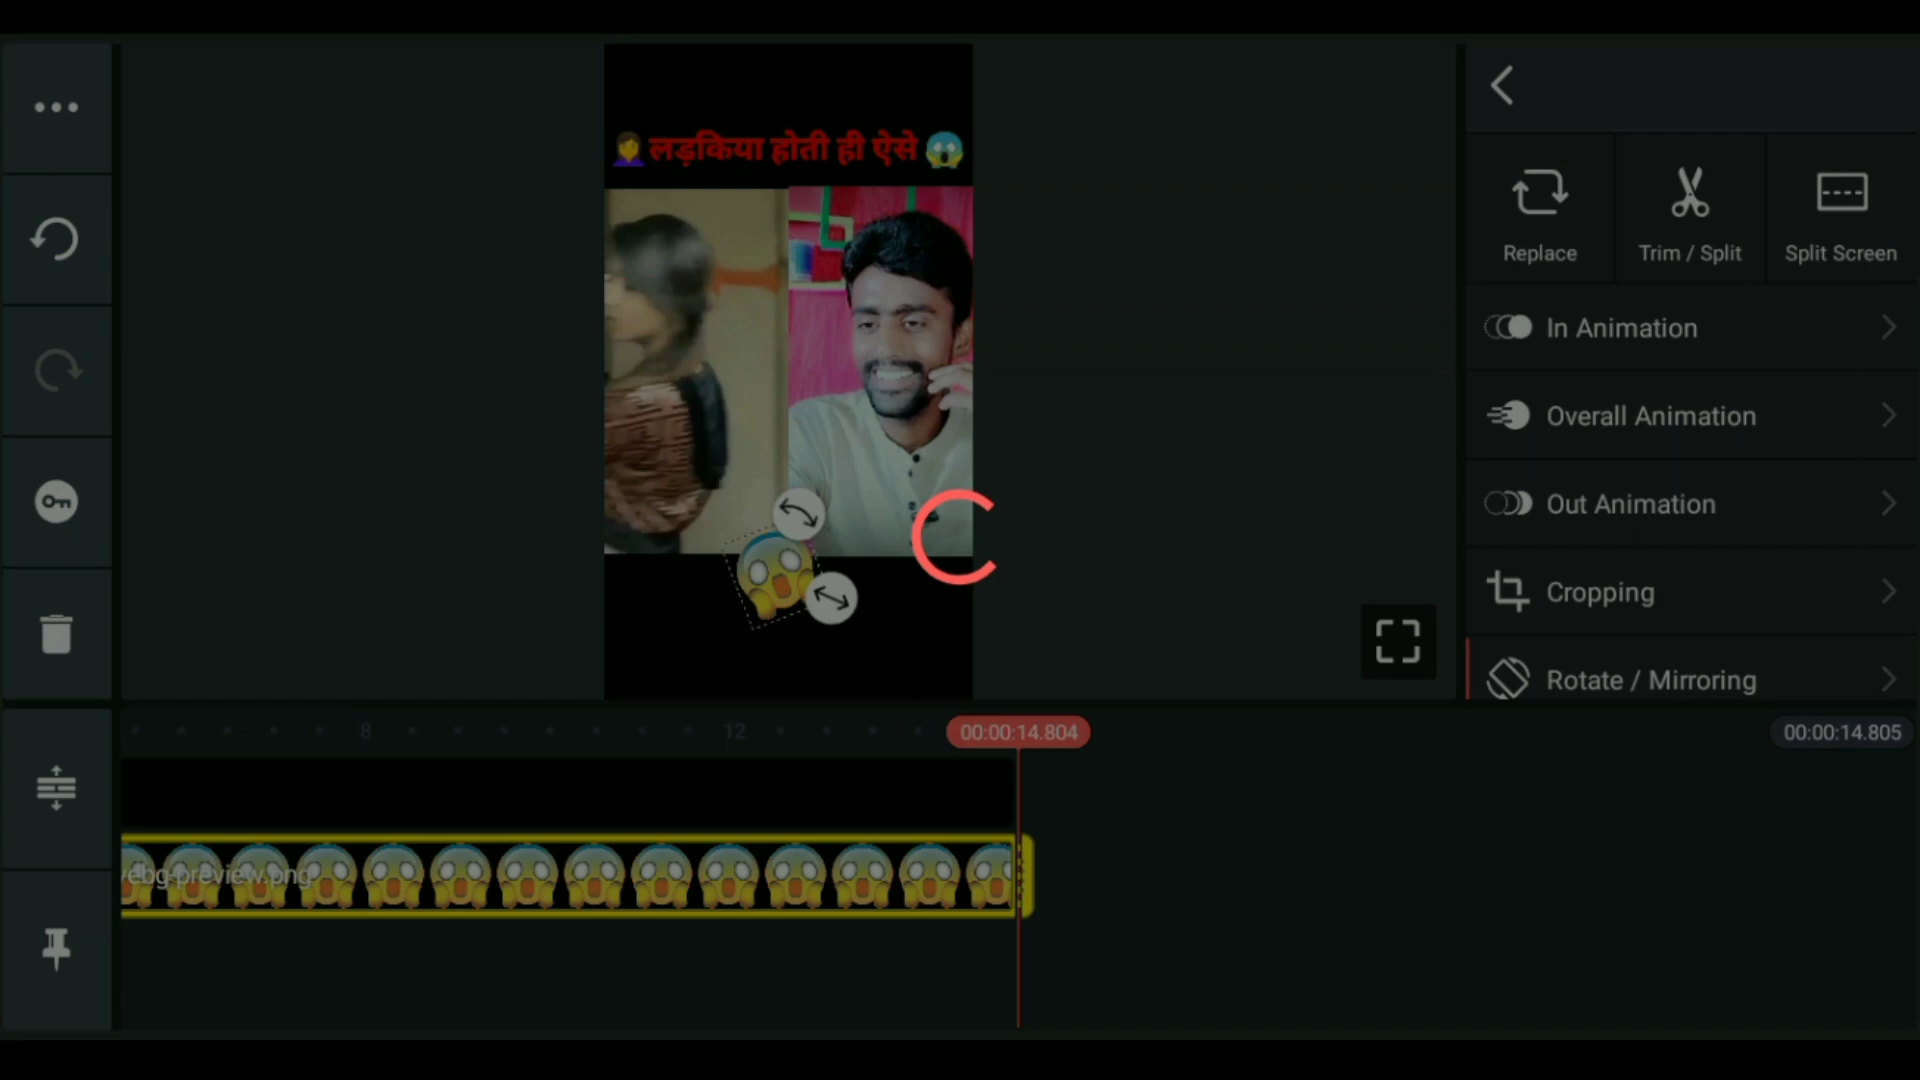 🤦‍♀️लड़किया होती ही ऐसे😱
Replace
Trim / Split
Split Screen
In Animation
Overall Animation
Out Animation
Cropping
Rotate / Mirroring
8
12
00:00:14.804
00:00:14.805
vebg-preview.png